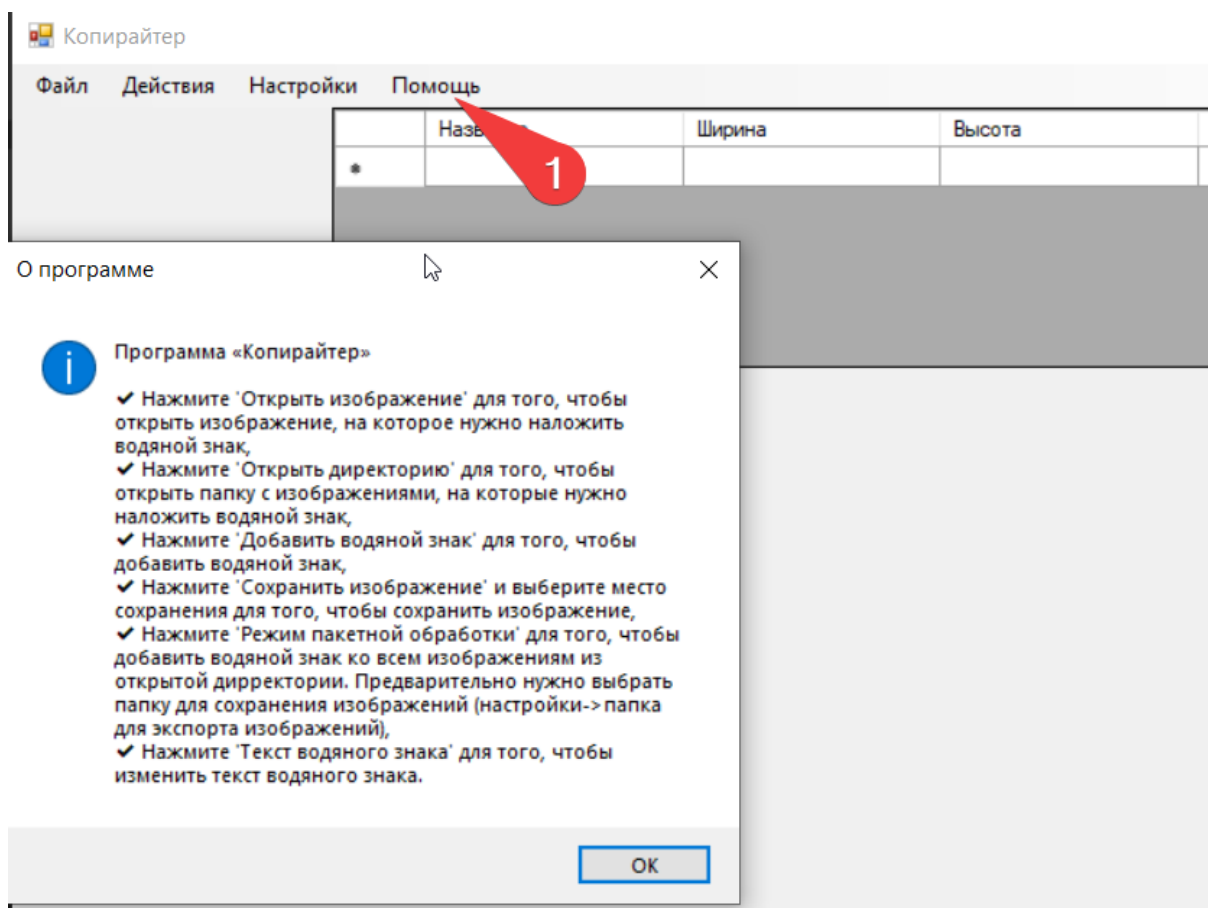 Копирайтер
Файл Действия Настройки Помощь
Ширина Высота
1
О программе
Программа «Копирайтер»
✔ Нажмите 'Открыть изображение' для того, чтобы
открыть изображение, на которое нужно наложить
водяной знак,
✔ Нажмите 'Открыть директорию' для того, чтобы
открыть папку с изображениями, на которые нужно
наложить водяной знак,
✔ Нажмите 'Добавить водяной знак' для того, чтобы
добавить водяной знак,
✔ Нажмите 'Сохранить изображение' и выберите место
сохранения для того, чтобы сохранить изображение,
✔ Нажмите 'Режим пакетной обработки' для того, чтобы
добавить водяной знак ко всем изображениям из
открытой дирректории. Предварительно нужно выбрать
папку для сохранения изображений (настройки-> папка
для экспорта изображений),
✔ Нажмите 'Текст водяного знака' для того, чтобы
изменить текст водяного знака.
OK